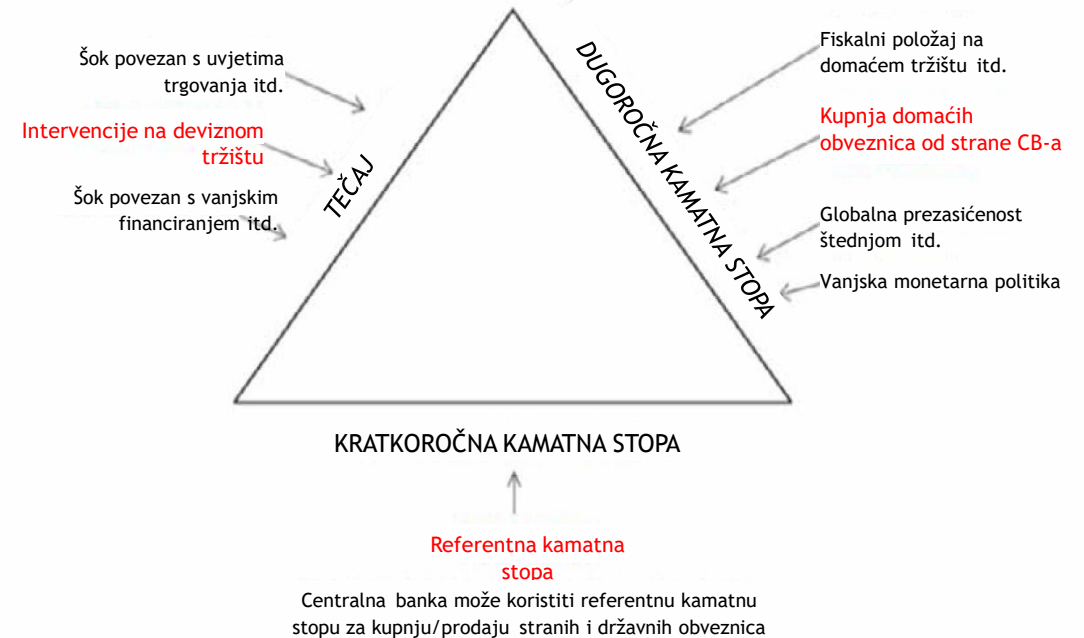 Šok povezan s uvjetima
trgovanja itd.
Intervencije na deviznom
tržištu
Šok povezan s vanjskim
financiranjem itd.
TEČAJ
DUGOROČNA KAMATNA STOPA
Fiskalni položaj na
domaćem tržištu itd.
Kupnja domaćih
obveznica od strane CB-a
Globalna prezasićenost
štednjom itd.
Vanjska monetarna politika
KRATKOROČNA KAMATNA STOPA
Referentna kamatna
stopa
Centralna banka može koristiti referentnu kamatnu
stopu za kupnju/prodaju stranih i državnih obveznica